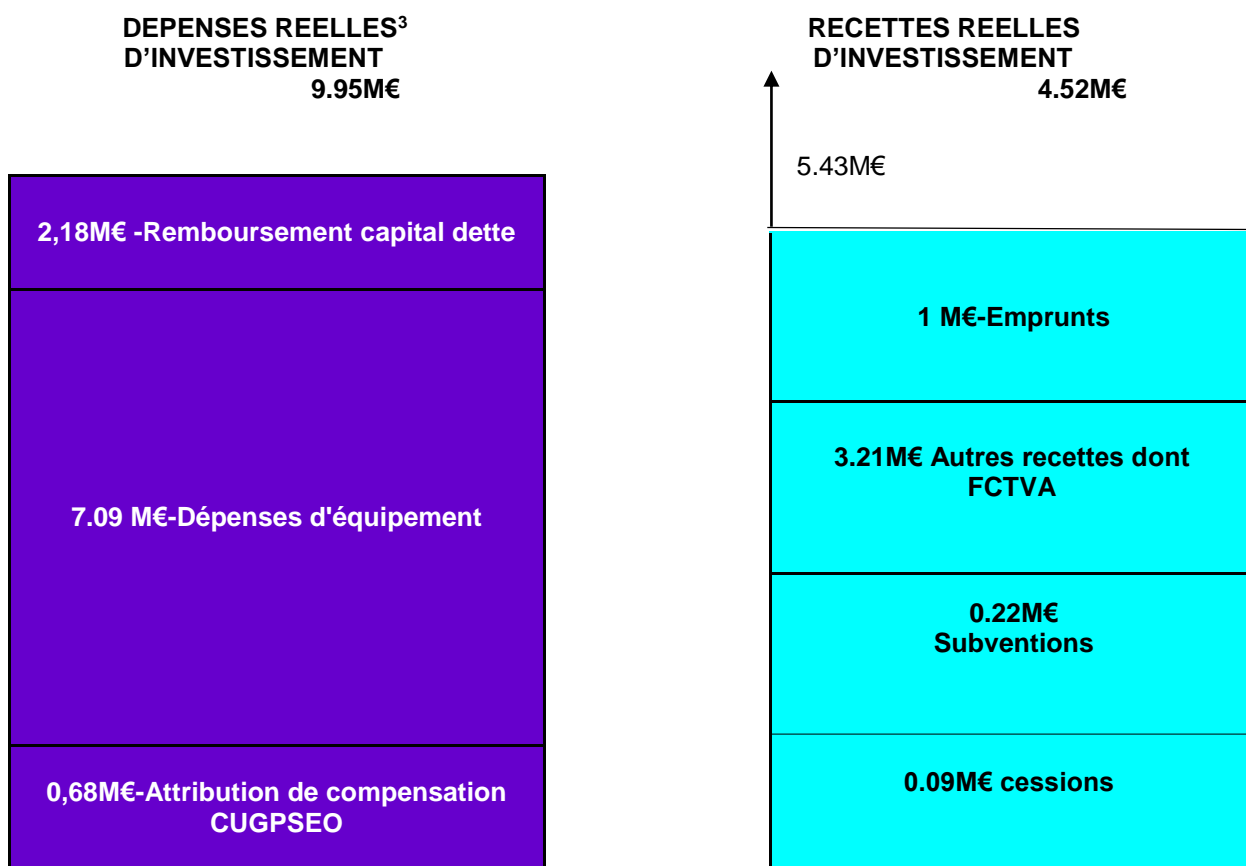 DEPENSES REELLES³
D'INVESTISSEMENT
9.95M€
2,18M€ -Remboursement capital dette
7.09 M€-Dépenses d'équipement
0,68M€-Attribution de compensation
CUGPSEO
RECETTES REELLES
D'INVESTISSEMENT
4.52M€
5.43M€
1 M€-Emprunts
3.21M€ Autres recettes dont
FCTVA
0.22M€
Subventions
0.09M€ cessions